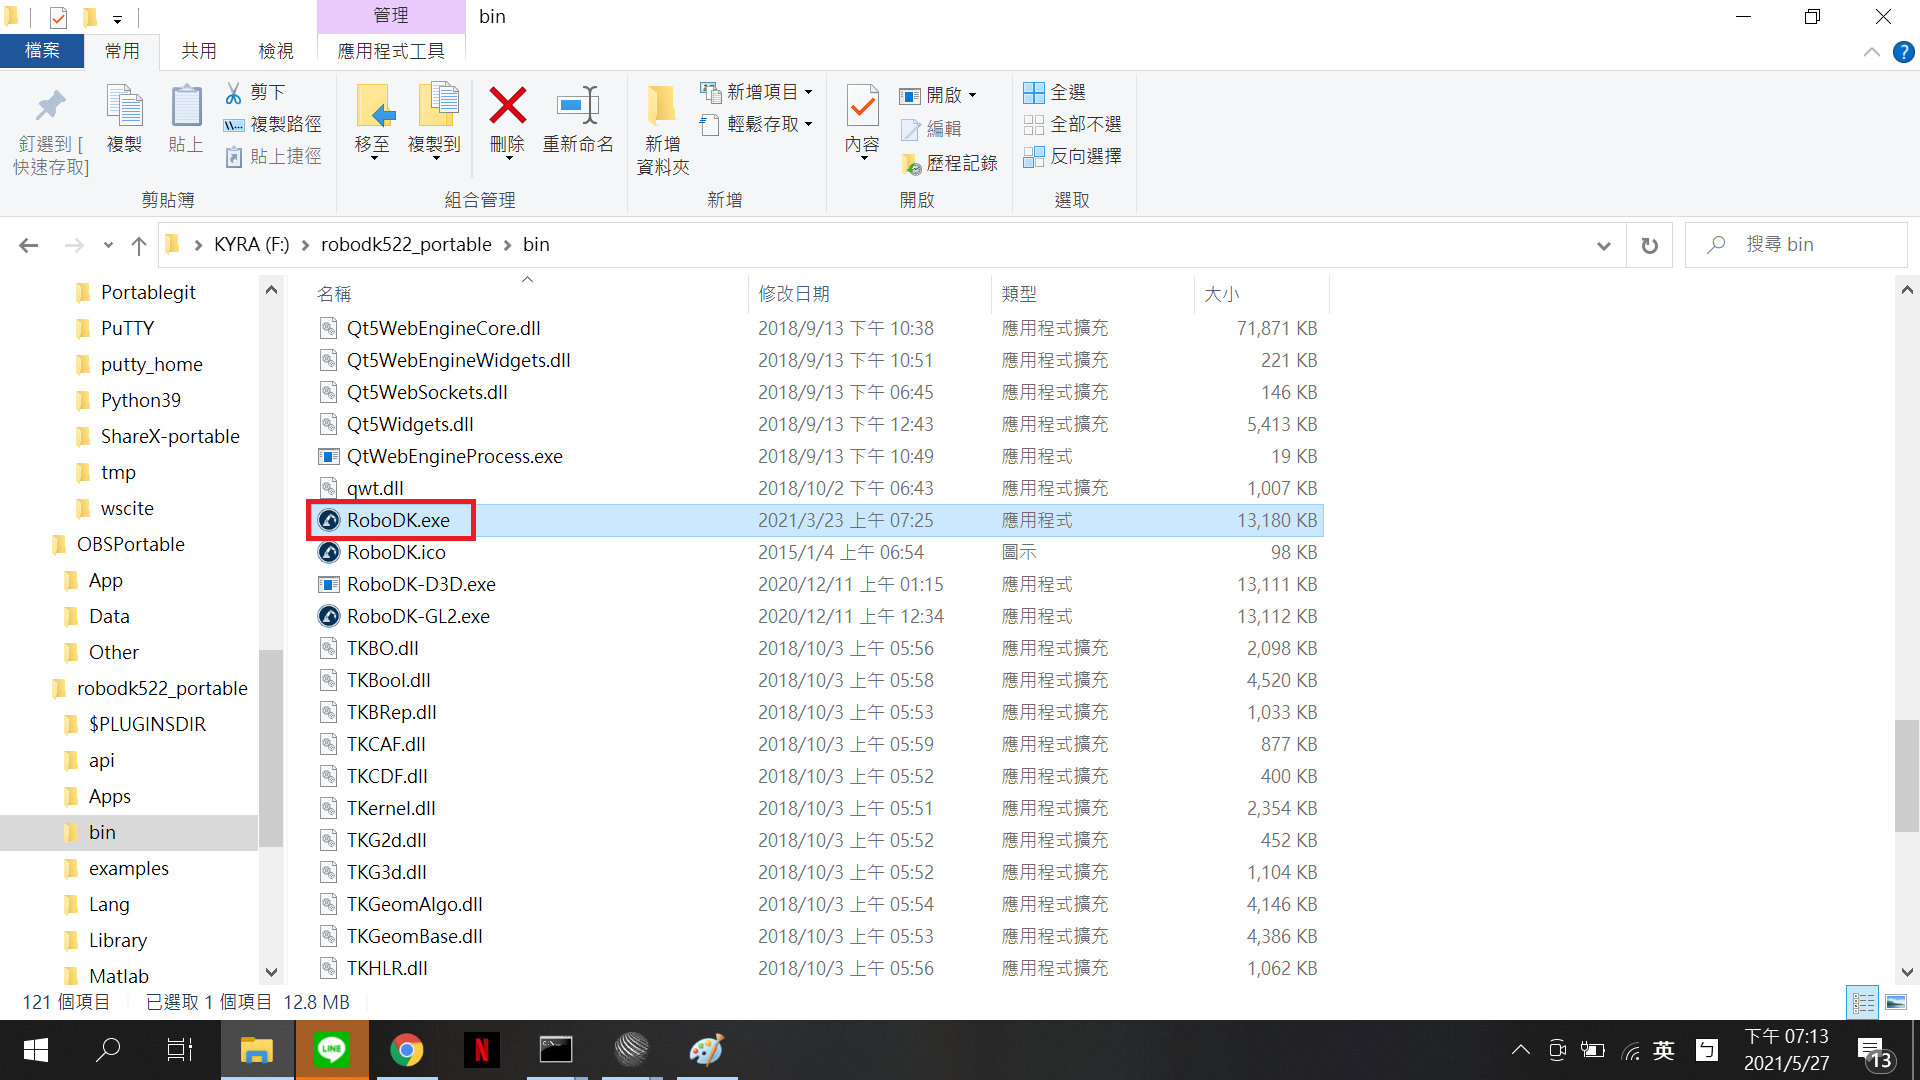 管理
bin
檔案
常用
共用
檢視
應用程式工具
釘選到 [
快速存取]
複製
貼上
剪下
複製路徑
貼上捷徑
剪貼簿
移至
複製到
刪除
重新命名
組合管理
新增
資料夾
新增項目
輕鬆存取
新增
內容
開啟
編輯
歷程記錄
開啟
全選
全部不選
反向選擇
選取
KYRA (F:)
robodk522_portable
bin
搜尋 bin
Portablegit
PuTTY
putty_home
Python39
ShareX-portable
tmp
wscite
OBSPortable
App
Data
Other
robodk522_portable
$PLUGINSDIR
api
Apps
bin
examples
Lang
Library
Matlab
名稱 修改日期 類型 大小
Qt5WebEngineCore.dll 2018/9/13 下午 10:38 應用程式擴充 71,871 KB
Qt5WebEngineWidgets.dll 2018/9/13 下午 10:51 應用程式擴充 221 KB
Qt5WebSockets.dll 2018/9/13 下午 06:45 應用程式擴充 146 KB
Qt5Widgets.dll 2018/9/13 下午 12:43 應用程式擴充 5,413 KB
QtWebEngineProcess.exe 2018/9/13 下午 10:49 應用程式 19 KB
qwt.dll 2018/10/2 下午 06:43 應用程式擴充 1,007 KB
RoboDK.exe 2021/3/23 上午 07:25 應用程式 13,180 KB
RoboDK.ico 2015/1/4 上午 06:54 圖示 98 KB
RoboDK-D3D.exe 2020/12/11 上午 01:15 應用程式 13,111 KB
RoboDK-GL2.exe 2020/12/11 上午 12:34 應用程式 13,112 KB
TKBO.dll 2018/10/3 上午 05:56 應用程式擴充 2,098 KB
TKBool.dll 2018/10/3 上午 05:58 應用程式擴充 4,520 KB
TKBRep.dll 2018/10/3 上午 05:53 應用程式擴充 1,033 KB
TKCAF.dll 2018/10/3 上午 05:59 應用程式擴充 877 KB
TKCDF.dll 2018/10/3 上午 05:52 應用程式擴充 400 KB
TKernel.dll 2018/10/3 上午 05:51 應用程式擴充 2,354 KB
TKG2d.dll 2018/10/3 上午 05:52 應用程式擴充 452 KB
TKG3d.dll 2018/10/3 上午 05:52 應用程式擴充 1,104 KB
TKGeomAlgo.dll 2018/10/3 上午 05:54 應用程式擴充 4,146 KB
TKGeomBase.dll 2018/10/3 上午 05:53 應用程式擴充 4,386 KB
TKHLR.dll 2018/10/3 上午 05:56 應用程式擴充 1,062 KB
121 個項目
已選取 1 個項目 12.8 MB
LINE
N
英
ㄅ
下午 07:13
2021/5/27
13